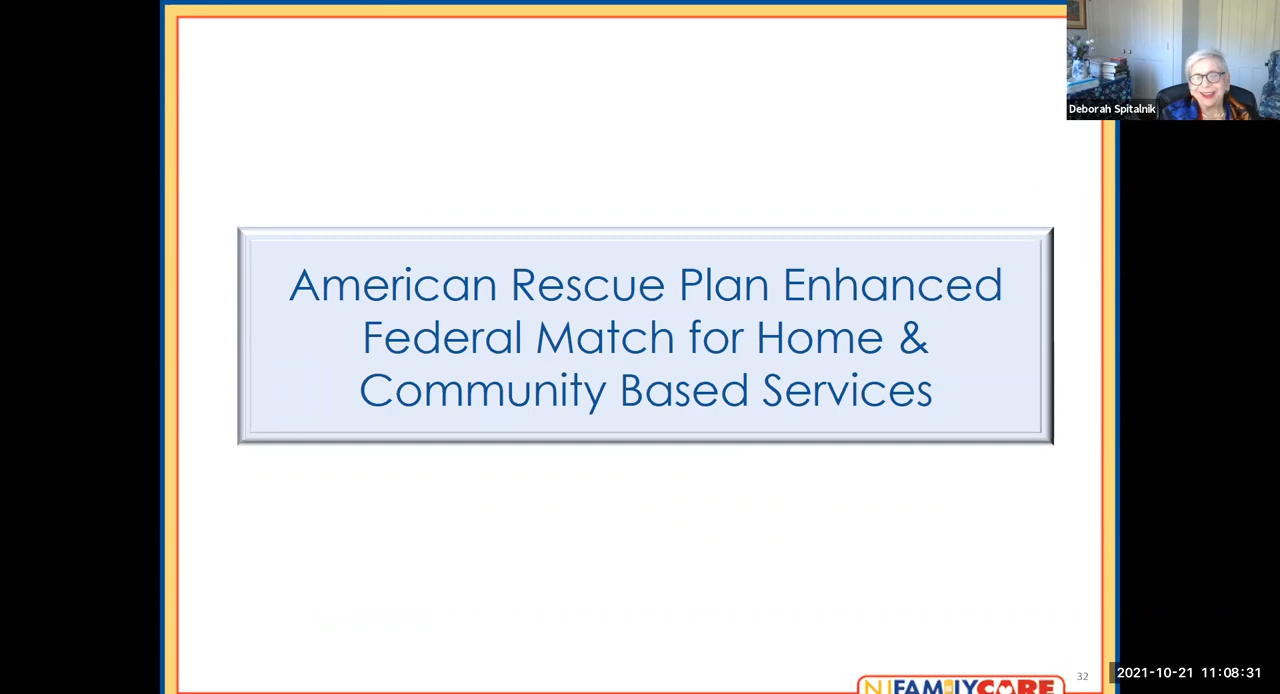 Deborah Spitalnik
American Rescue Plan Enhanced
Federal Match for Home &
Community Based Services
NJFAMILYCARE
32
2021-10-21 11:08:31